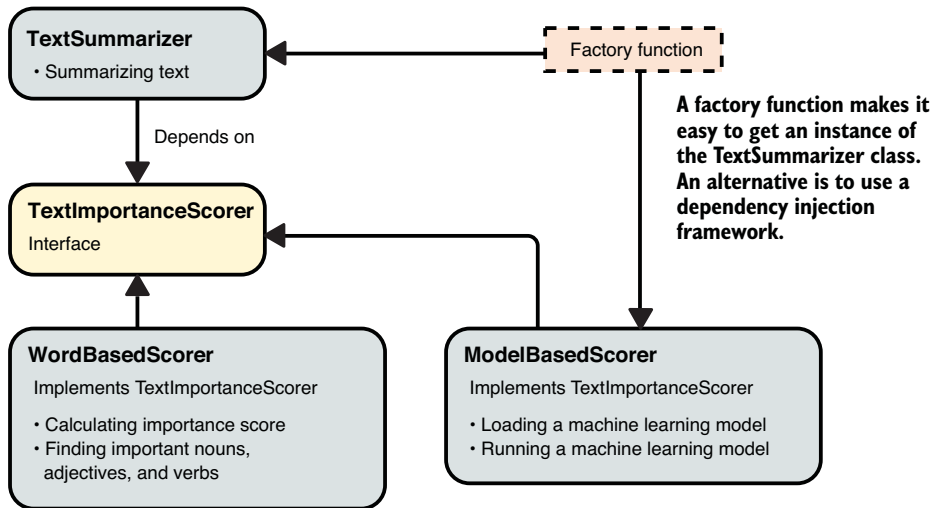 TextSummarizer
• Summarizing text
Factory function
A factory function makes it
easy to get an instance of
the TextSummarizer class.
An alternative is to use a
dependency injection
framework.
Depends on
TextImportanceScorer
Interface
WordBasedScorer
Implements TextImportanceScorer
• Calculating importance score
• Finding important nouns,
adjectives, and verbs
ModelBasedScorer
Implements TextImportanceScorer
• Loading a machine learning model
• Running a machine learning model